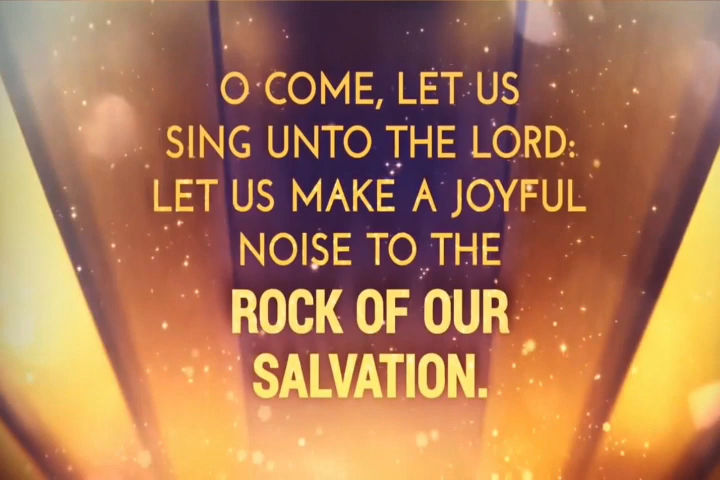 O COME, LET US
SING UNTO THE LORD:
LET US MAKE A JOYFUL
NOISE TO THE
ROCK OF OUR
SALVATION.